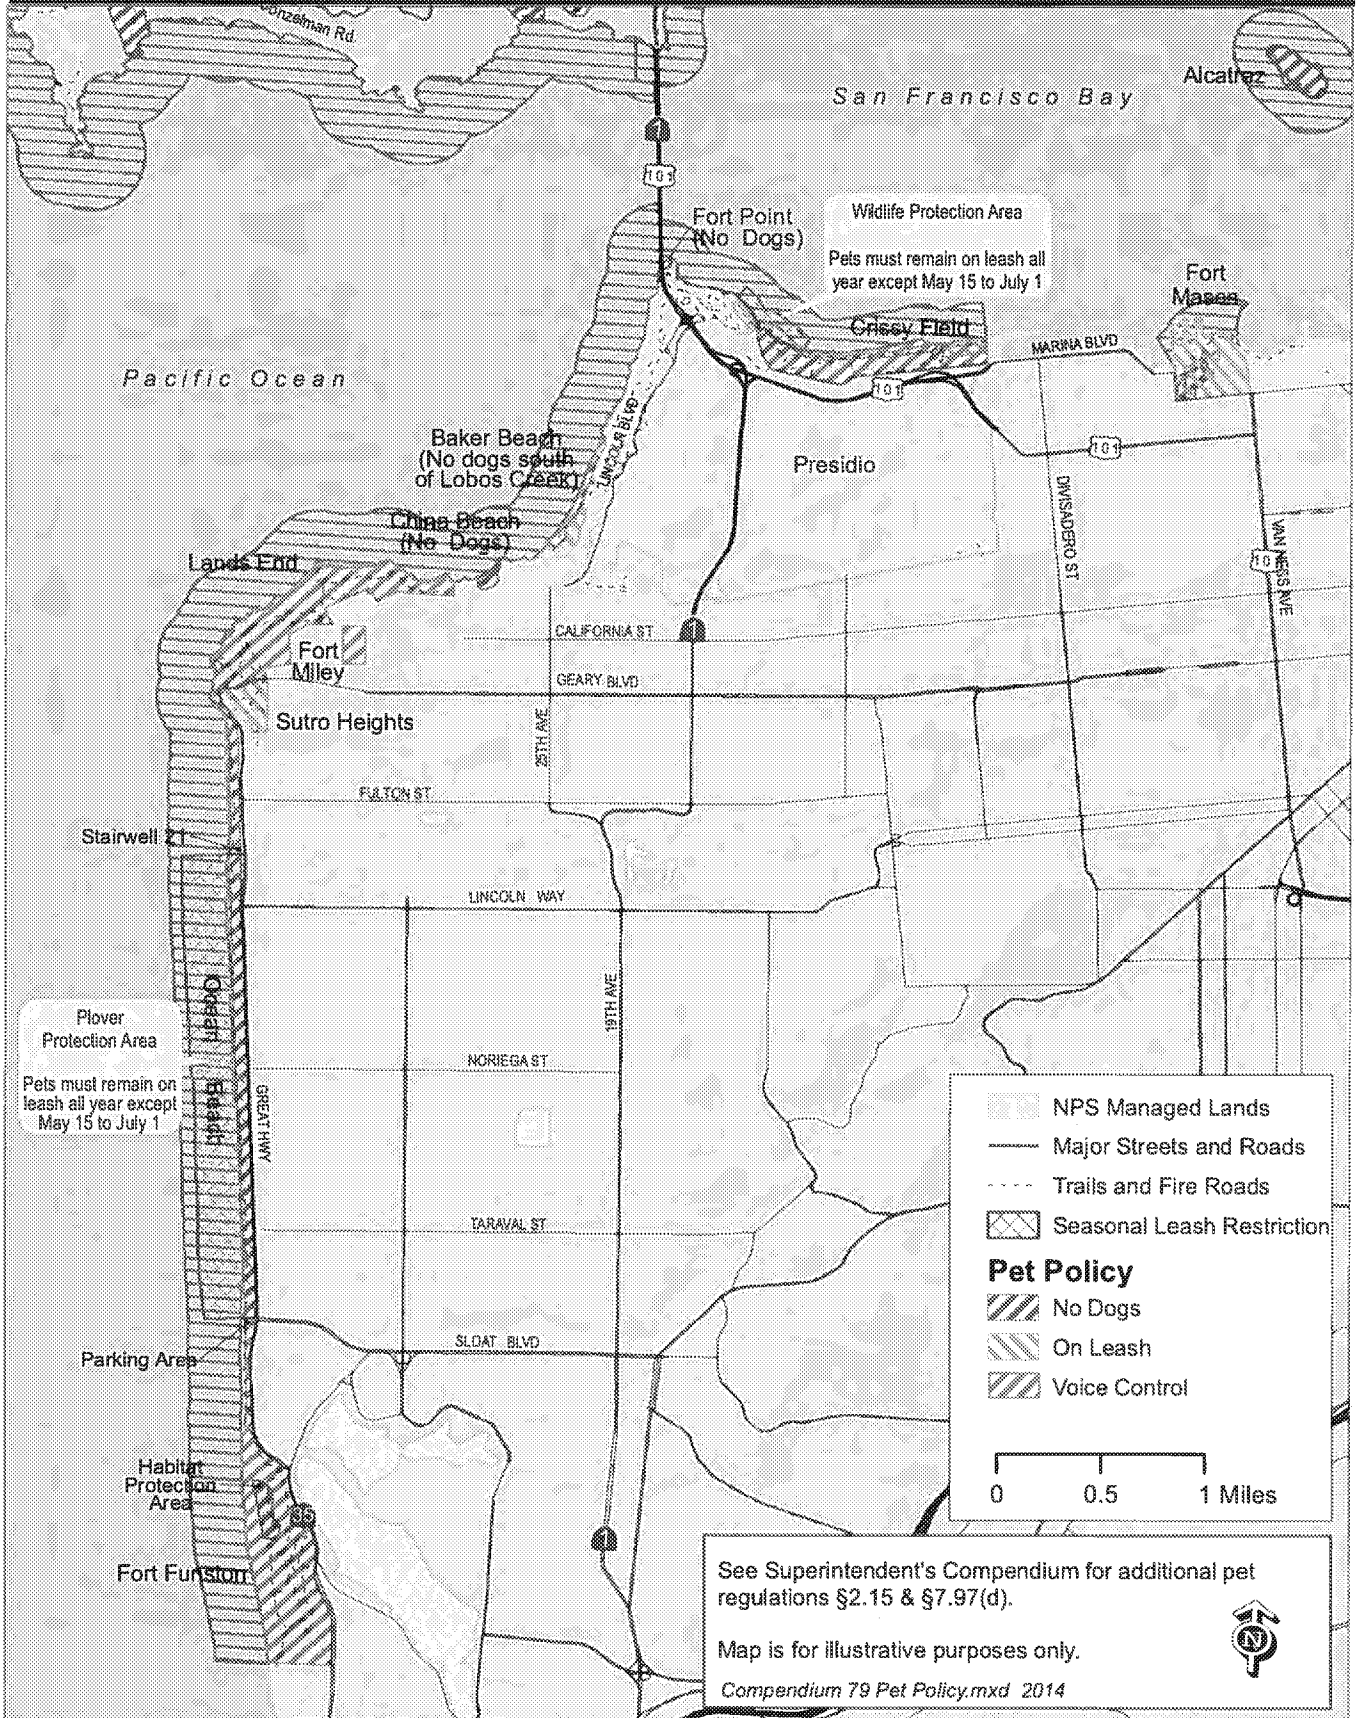 Conzelman Rd
Alcatraz
San Francisco Bay
1
101
Fort Point
(No Dogs)
Wildlife Protection Area
Pets must remain on leash all
year except May 15 to July 1
Fort
Mason
Crissy Field
MARINA BLVD
Pacific Ocean
101
LINCOLN BLVD
Baker Beach
(No dogs south
of Lobos Creek)
101
Presidio
DIVISADERO ST
VAN NESS AVE
China Beach
(No Dogs)
Lands End
101
CALIFORNIA ST
1
Fort
Miley
GEARY BLVD
Sutro Heights
25TH AVE
FULTON ST
Stairwell 21
LINCOLN WAY
Ocean Beach
19TH AVE
Plover
Protection Area
Pets must remain on
leash all year except
May 15 to July 1
NORIEGA ST
GREAT HWY
TARAVAL ST
Parking Area
SLOAT BLVD
Habitat
Protection
Area
35
Fort Funston
1
NPS Managed Lands
Major Streets and Roads
Trails and Fire Roads
Seasonal Leash Restriction
Pet Policy
No Dogs
On Leash
Voice Control
0 0.5 1 Miles
See Superintendent's Compendium for additional pet
regulations §2.15 & §7.97(d).
Map is for illustrative purposes only.
Compendium 79 Pet Policy.mxd 2014
N